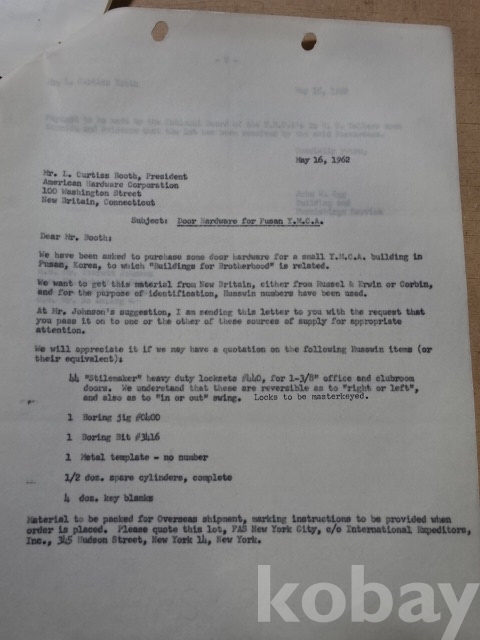 May 16, 1962
Mr. L. Curtiss Booth, President
American Hardware Corporation
100 Washington Street
New Britain, Connecticut
Subject: Door Hardware for Pusan Y.M.C.A.
Dear Mr. Booth:
We have been asked to purchase some door hardware for a small Y.M.C.A. building in
Pusan, Korea, to which "Buildings for Brotherhood" is related.
We want to get this material from New Britain, either from Russel & Erwin or Corbin,
and for the purpose of identification, Russwin numbers have been used.
At Mr. Johnson's suggestion, I am sending this letter to you with the request that
you pass it on to one or the other of these sources of supply for appropriate
attention.
We will appreciate it if we may have a quotation on the following Russwin items (or
their equivalent):
44 "Stilemaker" heavy duty locksets #440, for 1-3/8" office and clubroom
doors. We understand that these are reversible as to "right or left",
and also as to "in or out" swing. Locks to be masterkeyed.
1 Boring jig #0400
1 Boring Bit #3416
1 Metal template - no number
1/2 doz. spare cylinders, complete
4 doz. key blanks
Material to be packed for Overseas shipment, marking instructions to be provided when
order is placed. Please quote this lot, FAS New York City, c/o International Expeditors,
Inc., 345 Hudson Street, New York 14, New York.
kobay